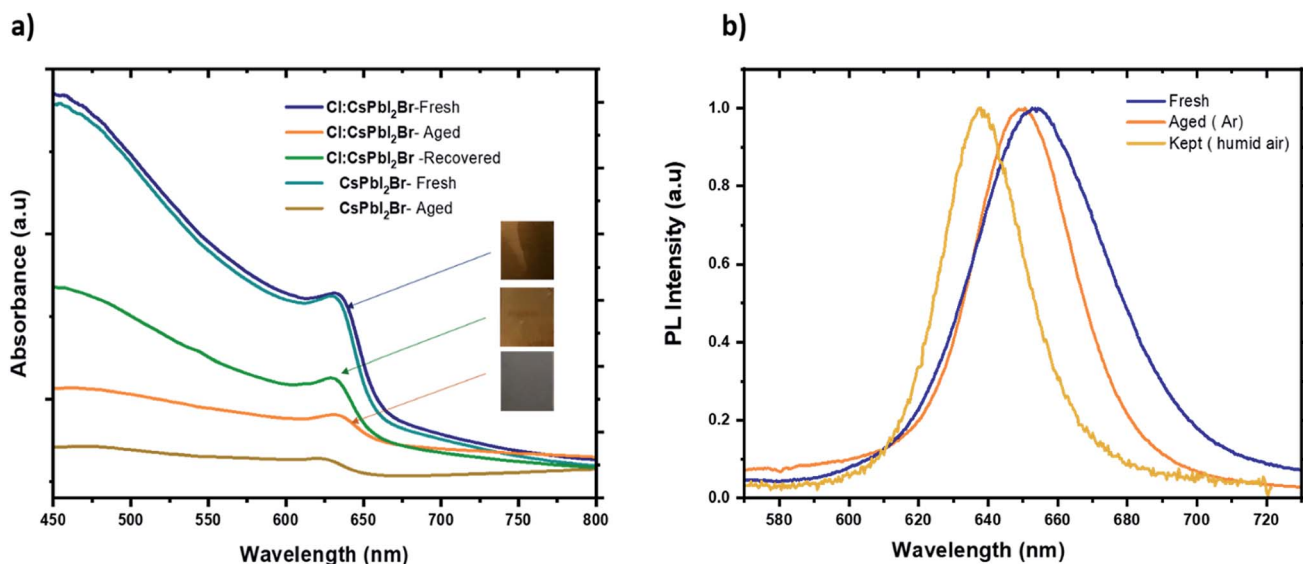 a)
Absorbance (a.u)
Cl:CsPbI₂Br-Fresh
Cl:CsPbI₂Br- Aged
Cl:CsPbI₂Br -Recovered
CsPbI₂Br- Fresh
CsPbI₂Br- Aged
450 500 550 600 650 700 750 800
Wavelength (nm)
b)
PL Intensity (a.u)
1.0
0.8
0.6
0.4
0.2
0.0
Fresh
Aged ( Ar)
Kept ( humid air)
580 600 620 640 660 680 700 720
Wavelength (nm)